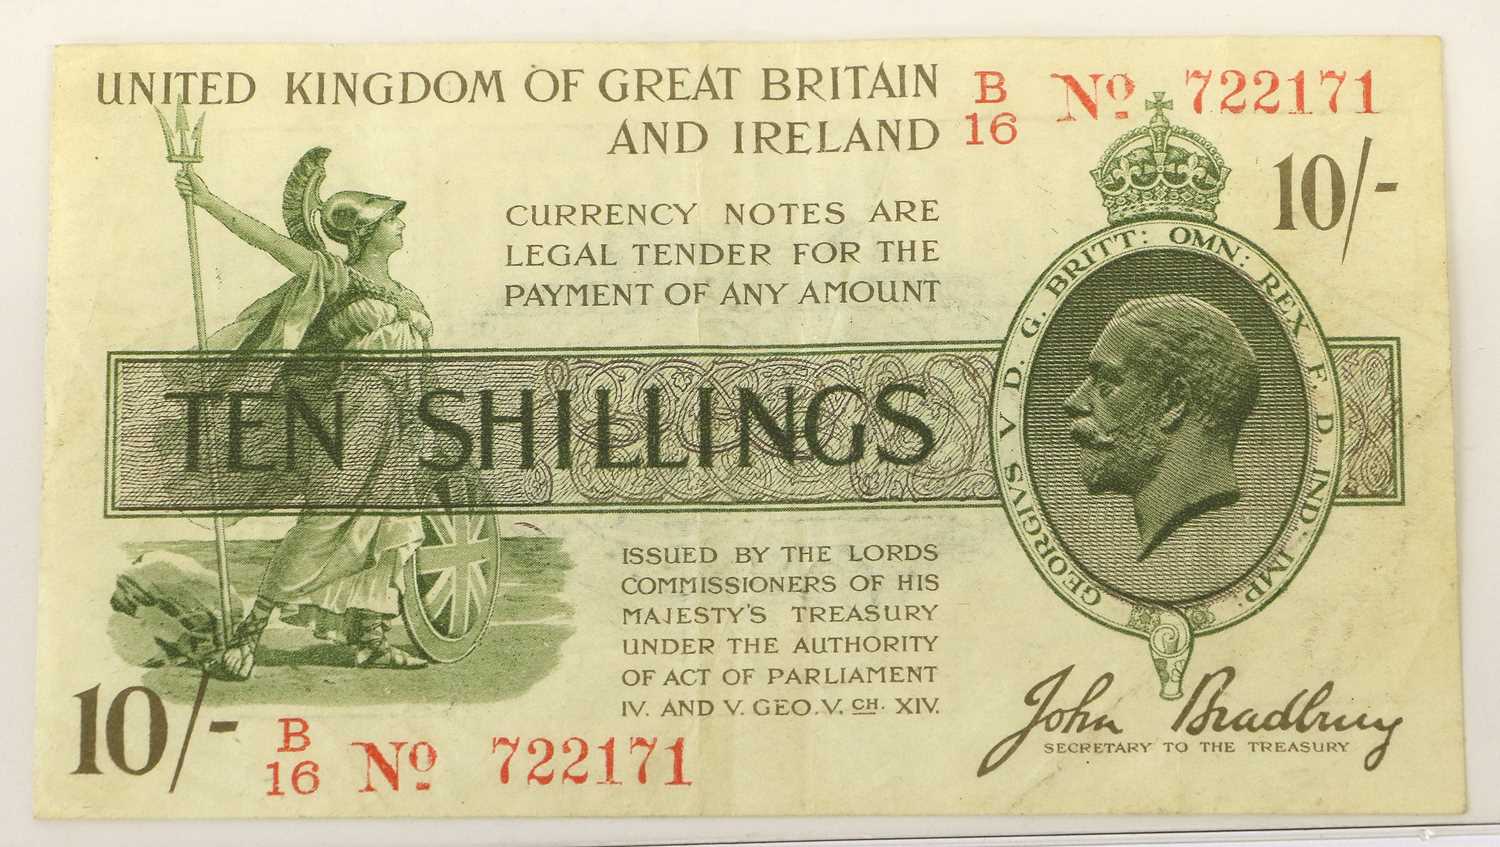 UNITED KINGDOM OF GREAT BRITAIN
AND IRELAND
B
16 No 722171
10/-
CURRENCY NOTES ARE
LEGAL TENDER FOR THE
PAYMENT OF ANY AMOUNT
GEORGIVS V D. G. BRITT: OMN: REX F. D. IND: IMP:
TEN SHILLINGS
ISSUED BY THE LORDS
COMMISSIONERS OF HIS
MAJESTY'S TREASURY
UNDER THE AUTHORITY
OF ACT OF PARLIAMENT
IV. AND V. GEO. V. CH. XIV.
John Bradbury
SECRETARY TO THE TREASURY
10/-
B
16 No 722171